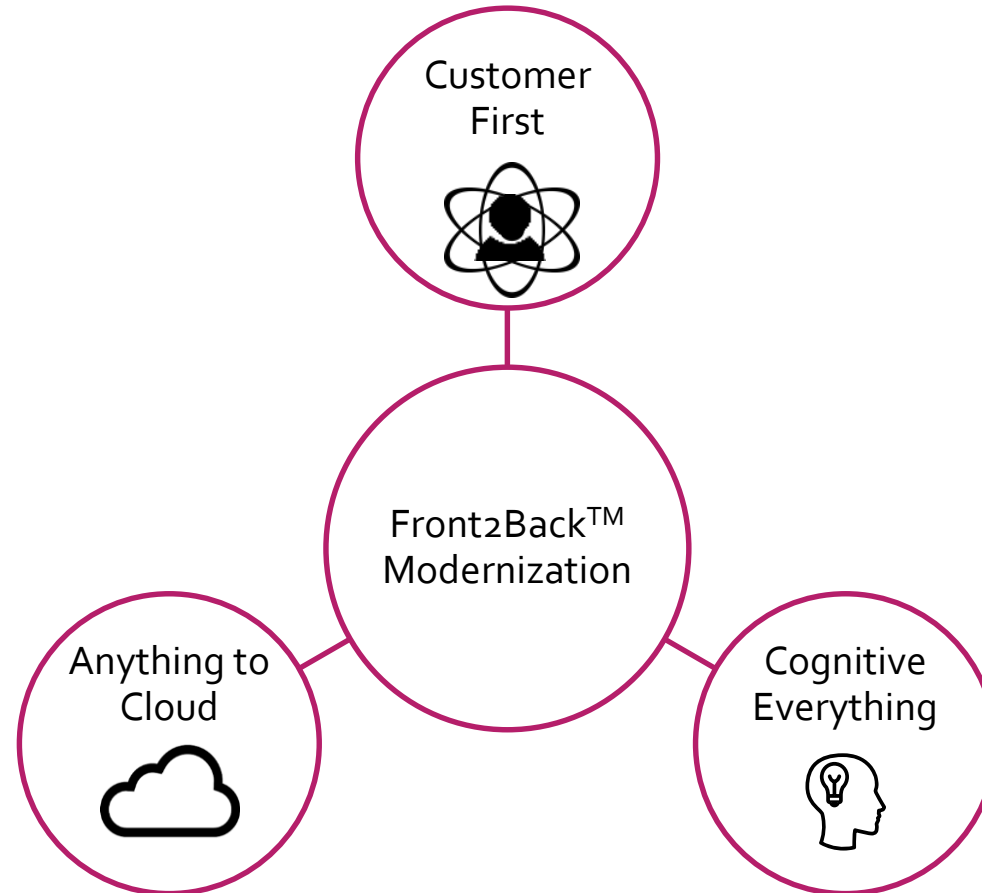 Customer
First
Front2Back™
Modernization
Anything to
Cloud
Cognitive
Everything